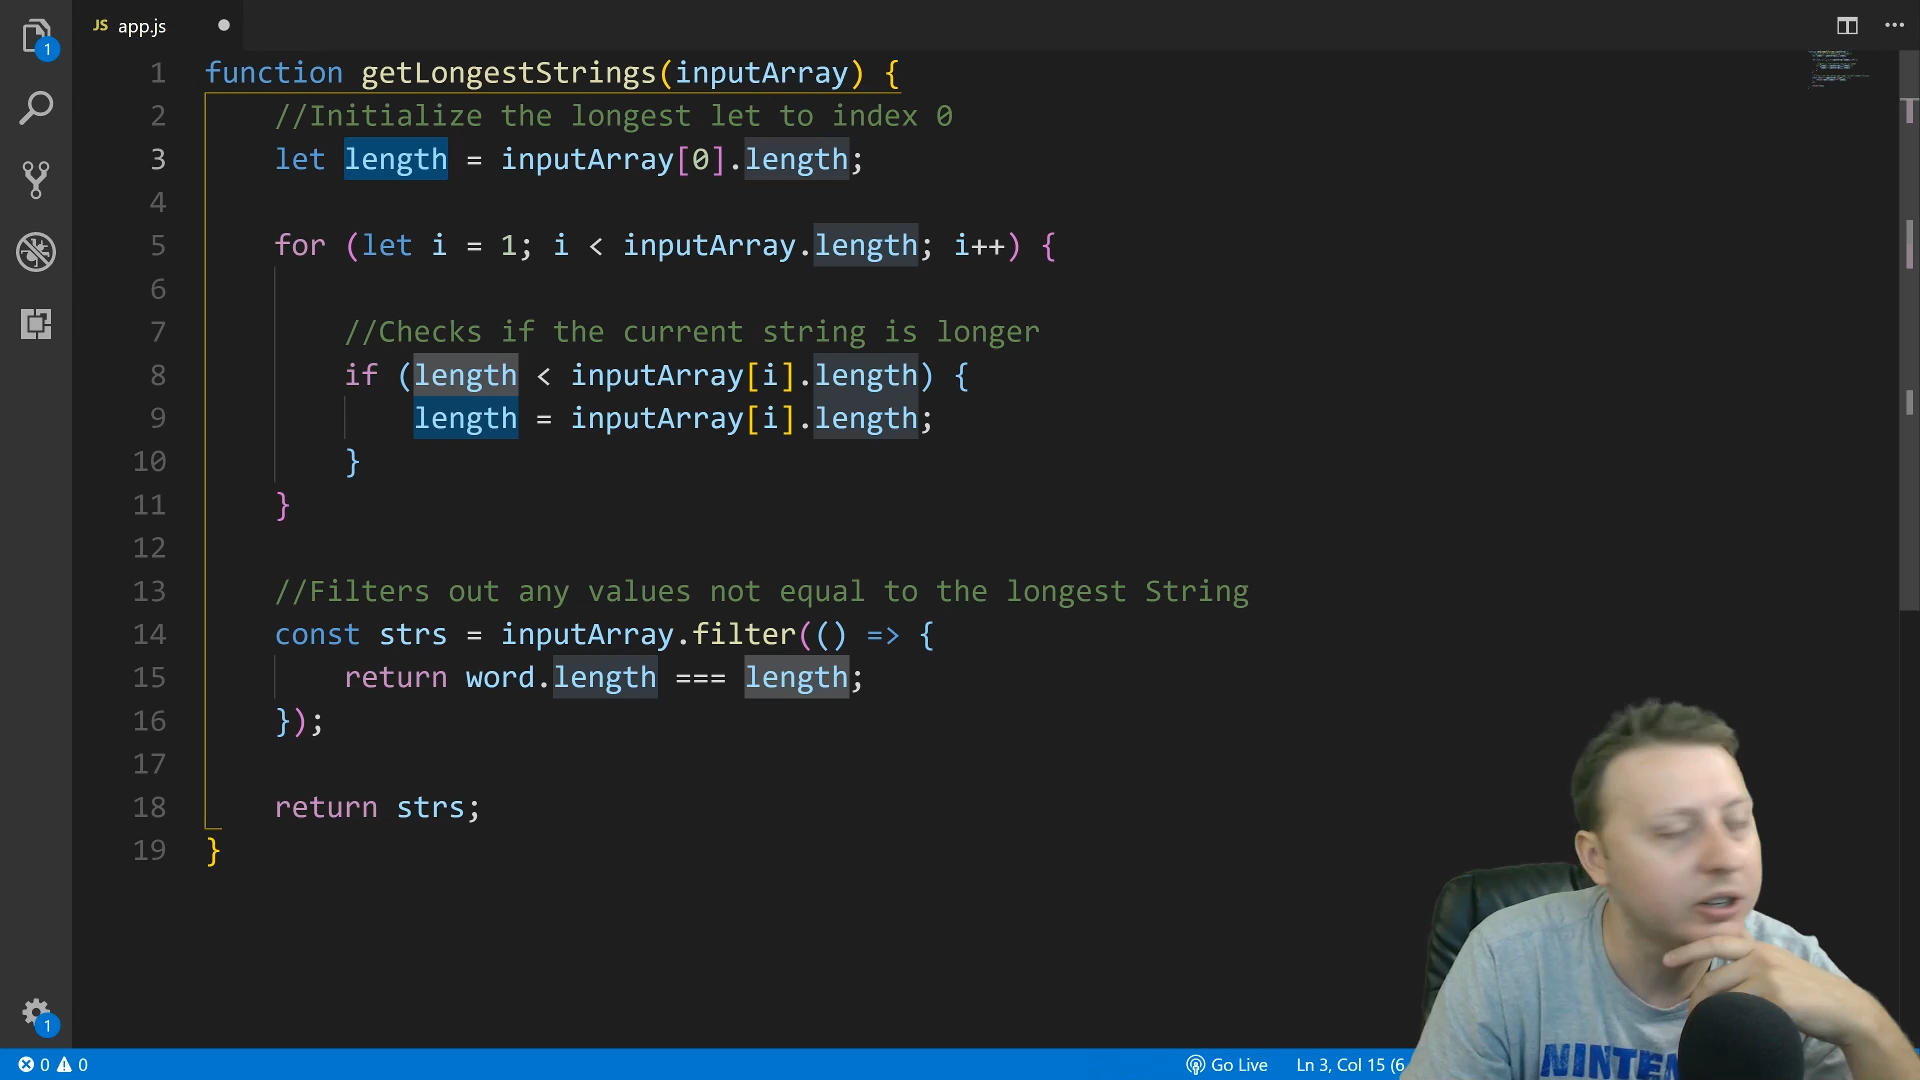 JS app.js
1 function getLongestStrings(inputArray) {
2 //Initialize the longest let to index 0
3 let length = inputArray[0].length;
4
5 for (let i = 1; i < inputArray.length; i++) {
6
7 //Checks if the current string is longer
8 if (length < inputArray[i].length) {
9 length = inputArray[i].length;
10 }
11 }
12
13 //Filters out any values not equal to the longest String
14 const strs = inputArray.filter(() => {
15 return word.length === length;
16 });
17
18 return strs;
19 }
1
1
0 0 Go Live Ln 3, Col 15 (6